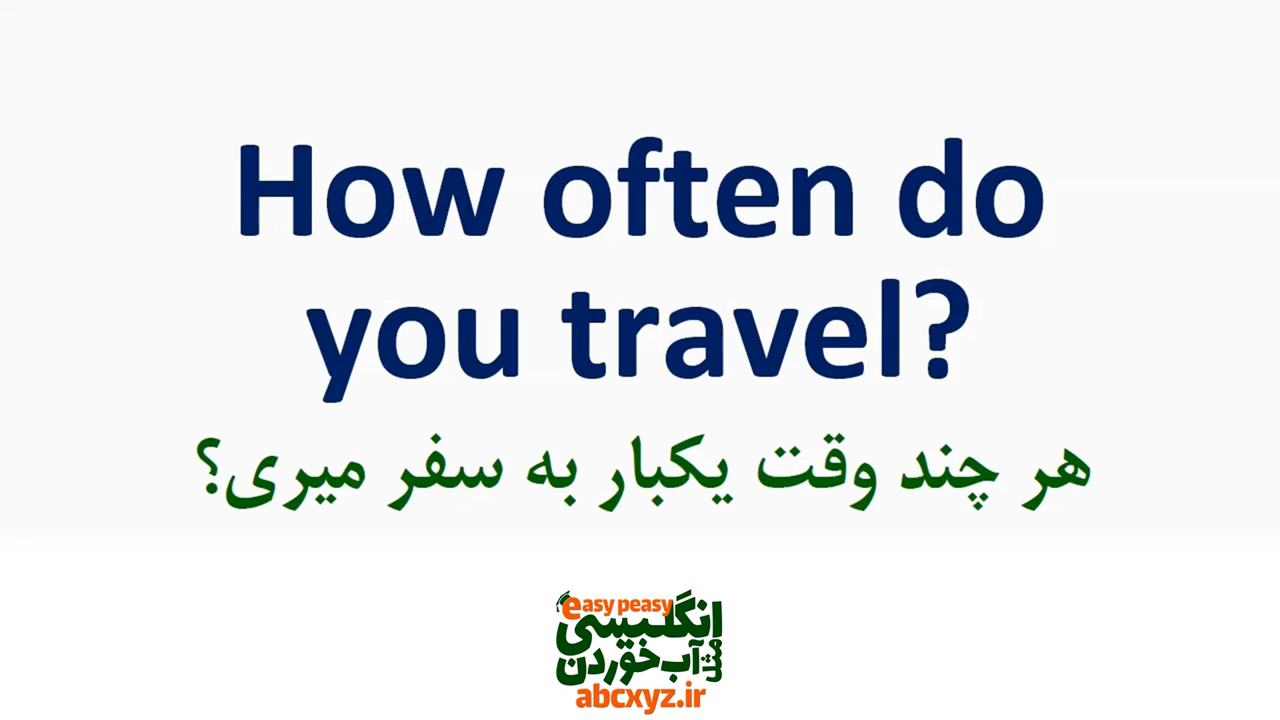 How often do
you travel?
هر چند وقت یکبار به سفر میری؟
easy peasy
انگلیسی
مثل آب خوردن
abcxyz.ir